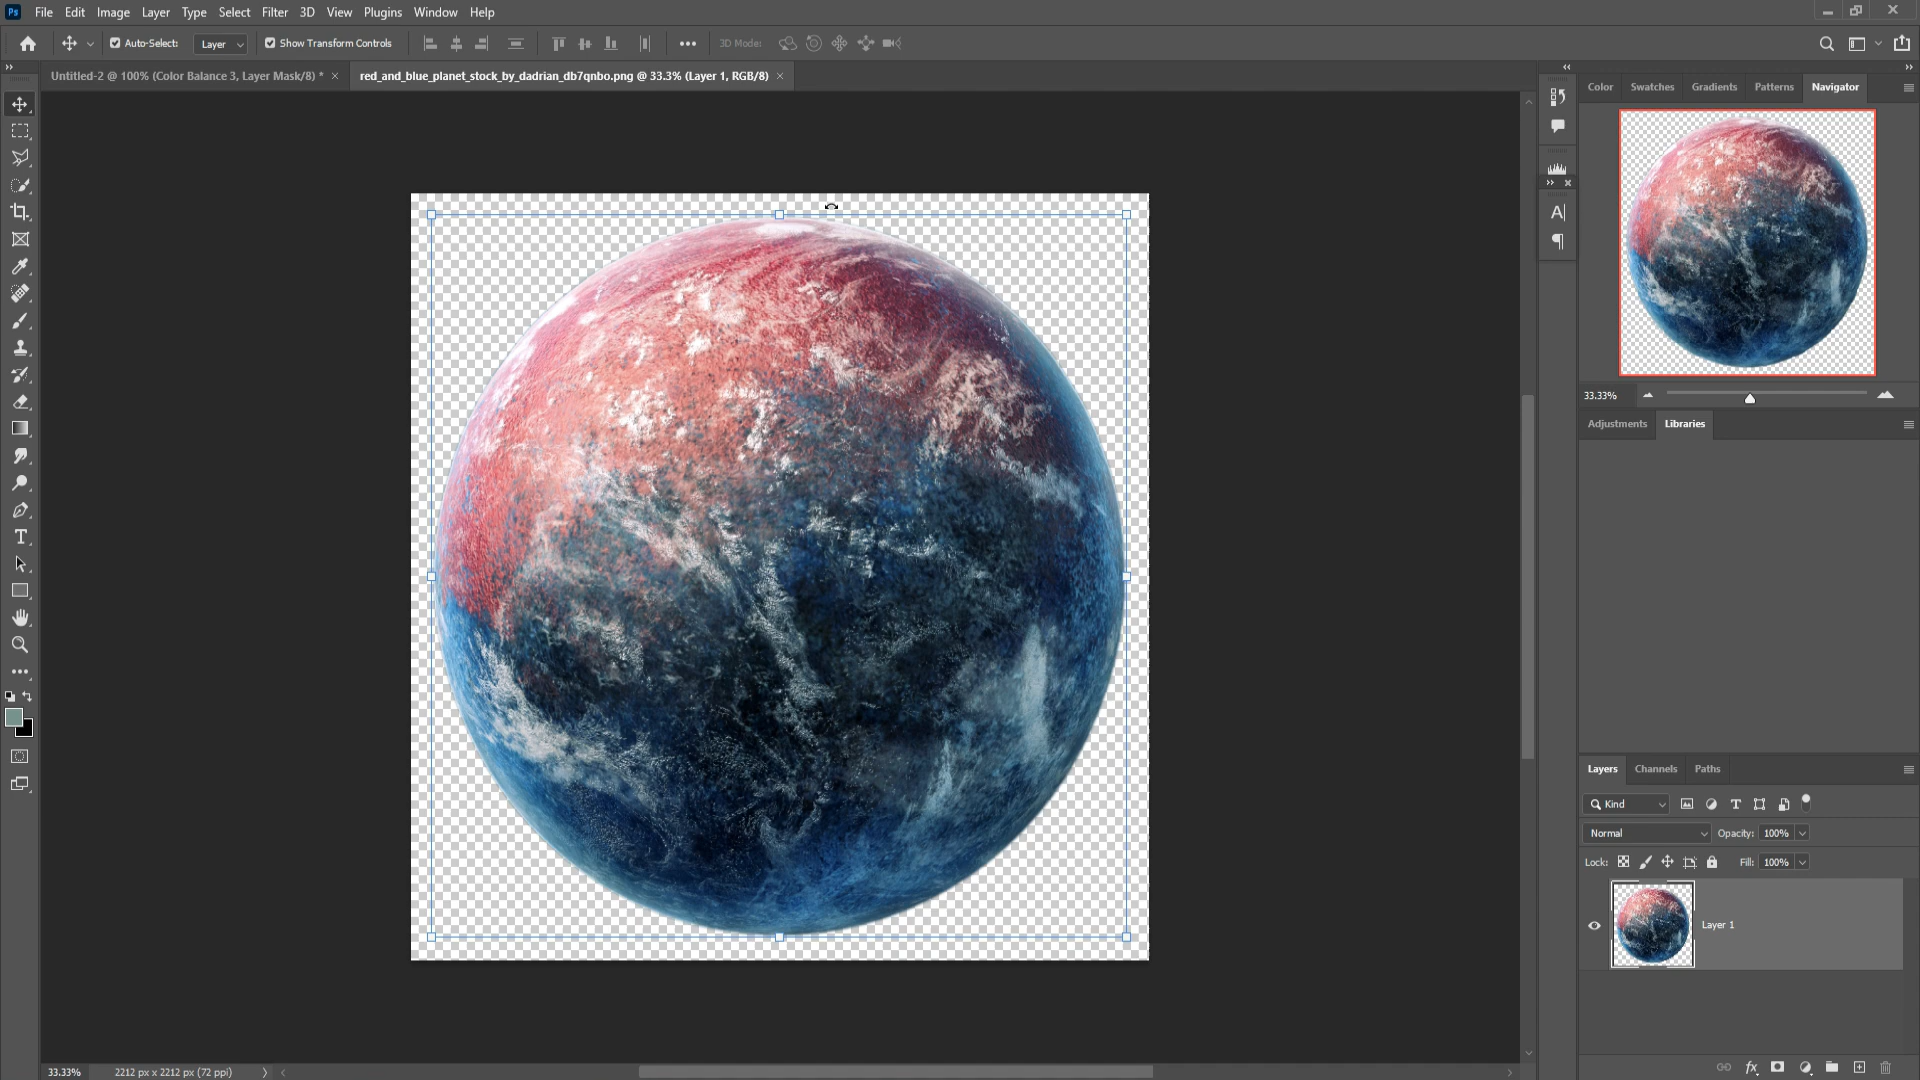 Ps File Edit Image Layer Type Select Filter 3D View Plugins Window Help
Auto-Select: Layer Show Transform Controls 3D Mode:
Untitled-2 @ 100% (Color Balance 3, Layer Mask/8) * × red_and_blue_planet_stock_by_dadrian_db7qnbo.png @ 33.3% (Layer 1, RGB/8) ×
Color Swatches Gradients Patterns Navigator
33.33%
Adjustments Libraries
Layers Channels Paths
Kind
Normal Opacity: 100%
Lock: Fill: 100%
Layer 1
fx
33.33% 2212 px x 2212 px (72 ppi)